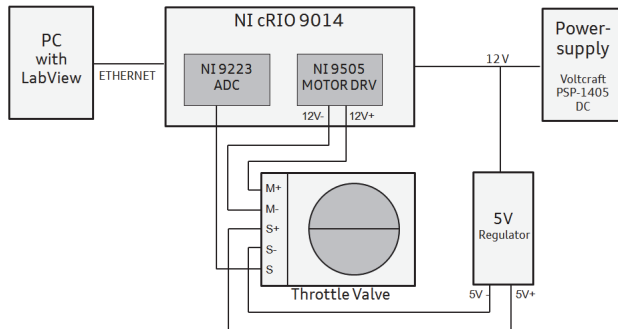 PC
with
LabView
ETHERNET
NI cRIO 9014
NI 9223
ADC
NI 9505
MOTOR DRV
12V-
12V+
12 V
Power-
supply
Voltcraft
PSP-1405
DC
M+
M-
S+
S-
S
Throttle Valve
5V
Regulator
5V -
5V+